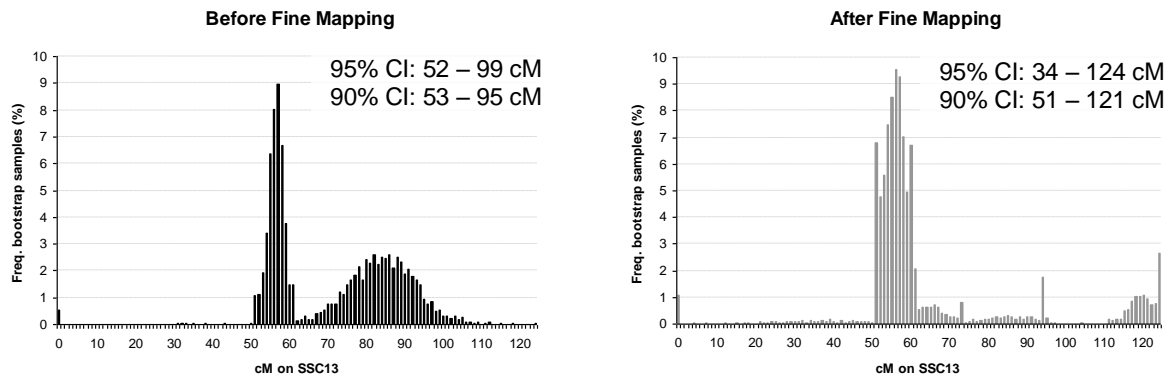 Before Fine Mapping
95% CI: 52 – 99 cM
90% CI: 53 – 95 cM
Freq. bootstrap samples (%)
10
9
8
7
6
5
4
3
2
1
0
0 10 20 30 40 50 60 70 80 90 100 110 120
cM on SSC13
After Fine Mapping
95% CI: 34 – 124 cM
90% CI: 51 – 121 cM
Freq. bootstrap samples (%)
10
9
8
7
6
5
4
3
2
1
0
0 10 20 30 40 50 60 70 80 90 100 110 120
cM on SSC13